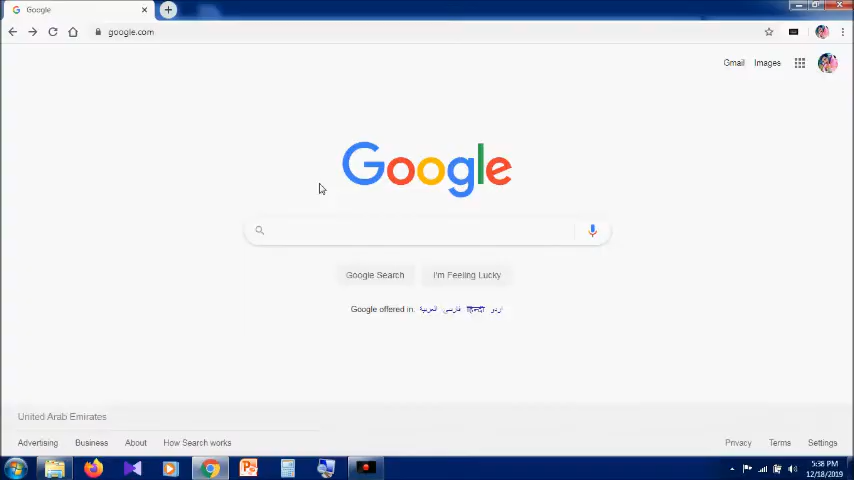 Google
google.com
Gmail Images
Google
Google Search I'm Feeling Lucky
Google offered in: العربية فارسی हिन्दी اردو
United Arab Emirates
Advertising Business About How Search works Privacy Terms Settings
5:38 PM
12/18/2019